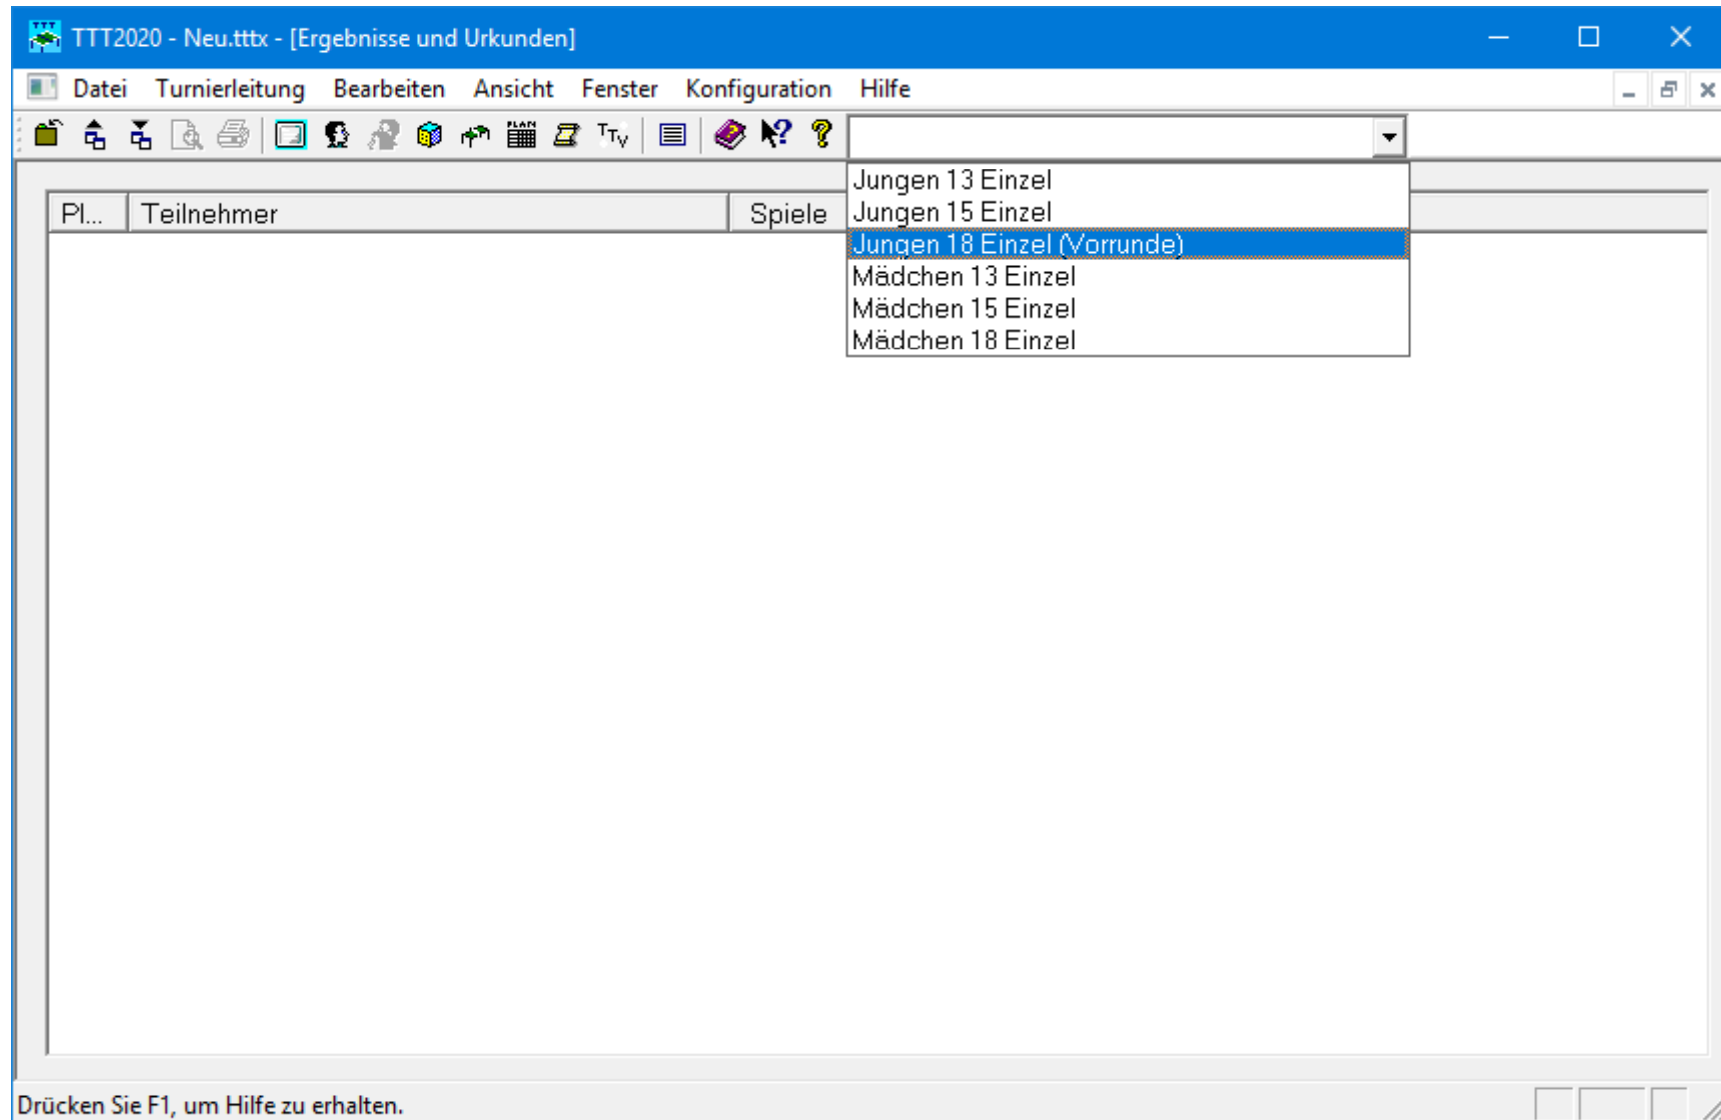 TTT2020 - Neu.tttx - [Ergebnisse und Urkunden]
Datei Turnierleitung Bearbeiten Ansicht Fenster Konfiguration Hilfe
Pl... Teilnehmer Spiele
Jungen 13 Einzel
Jungen 15 Einzel
Jungen 18 Einzel (Vorrunde)
Mädchen 13 Einzel
Mädchen 15 Einzel
Mädchen 18 Einzel
Drücken Sie F1, um Hilfe zu erhalten.